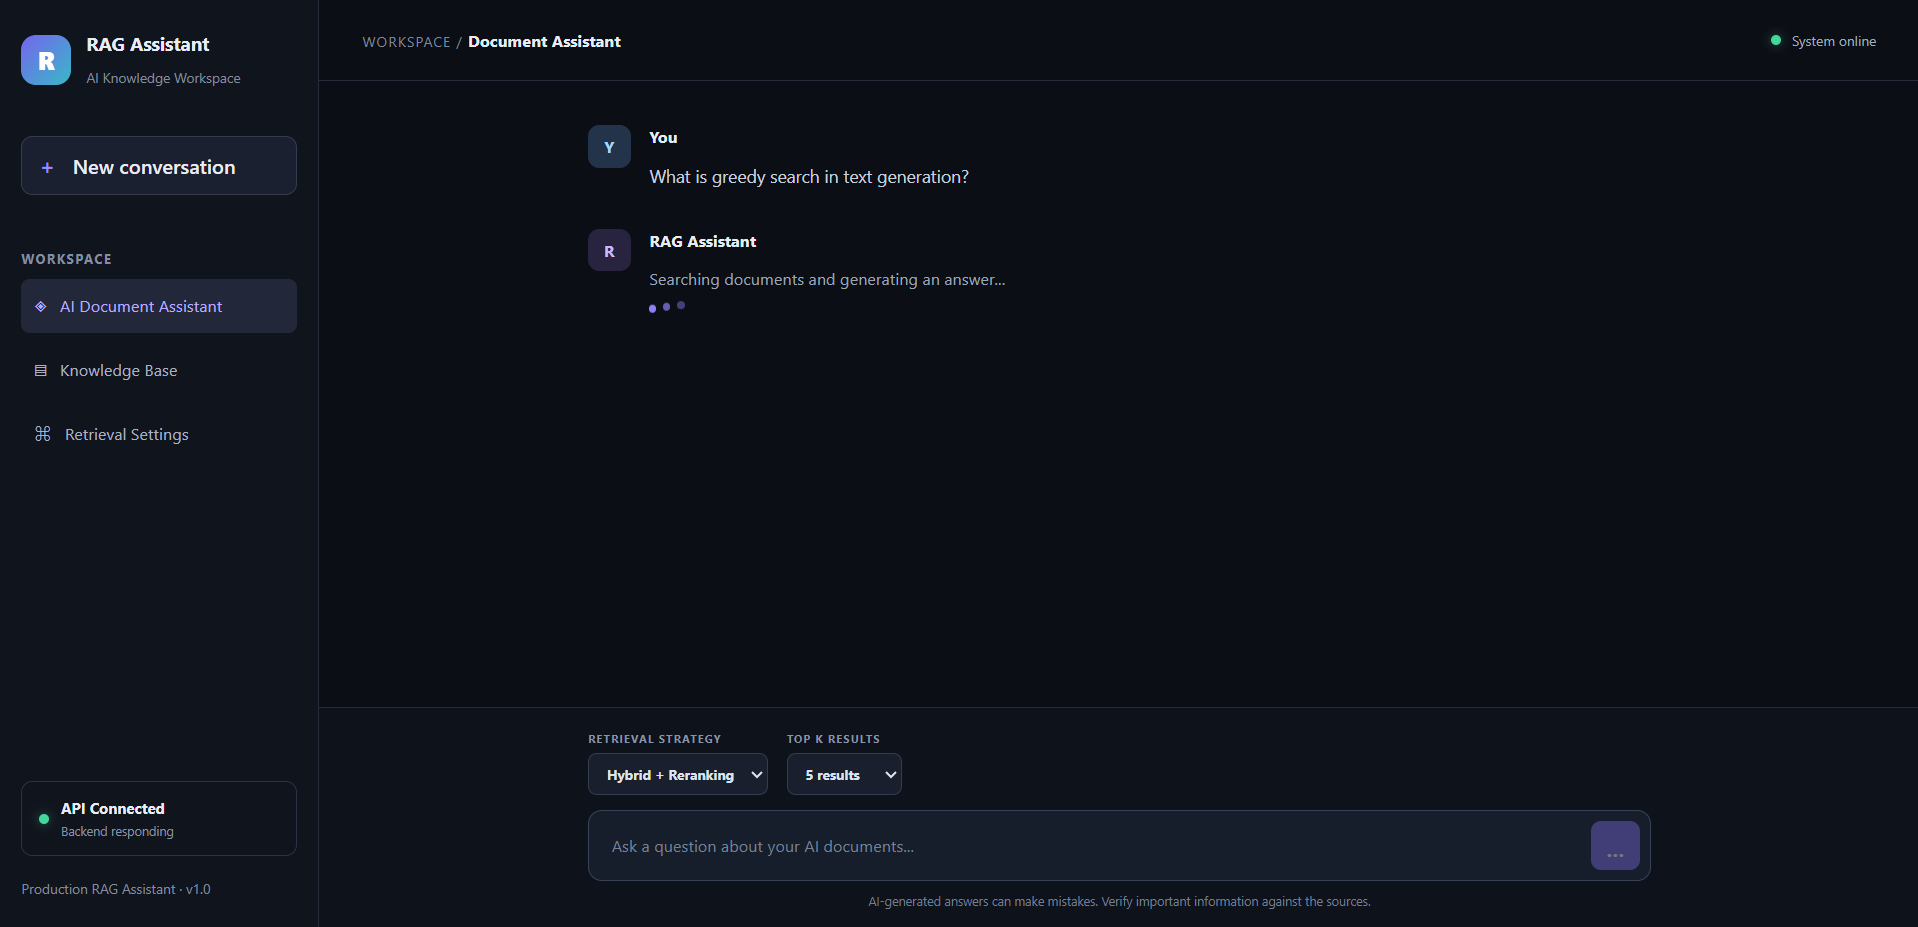 R
RAG Assistant
AI Knowledge Workspace
+ New conversation
WORKSPACE
AI Document Assistant
Knowledge Base
⌘ Retrieval Settings
API Connected
Backend responding
Production RAG Assistant · v1.0
WORKSPACE / Document Assistant
System online
Y
You
What is greedy search in text generation?
R
RAG Assistant
Searching documents and generating an answer...
RETRIEVAL STRATEGY
Hybrid + Reranking
TOP K RESULTS
5 results
Ask a question about your AI documents...
...
AI-generated answers can make mistakes. Verify important information against the sources.